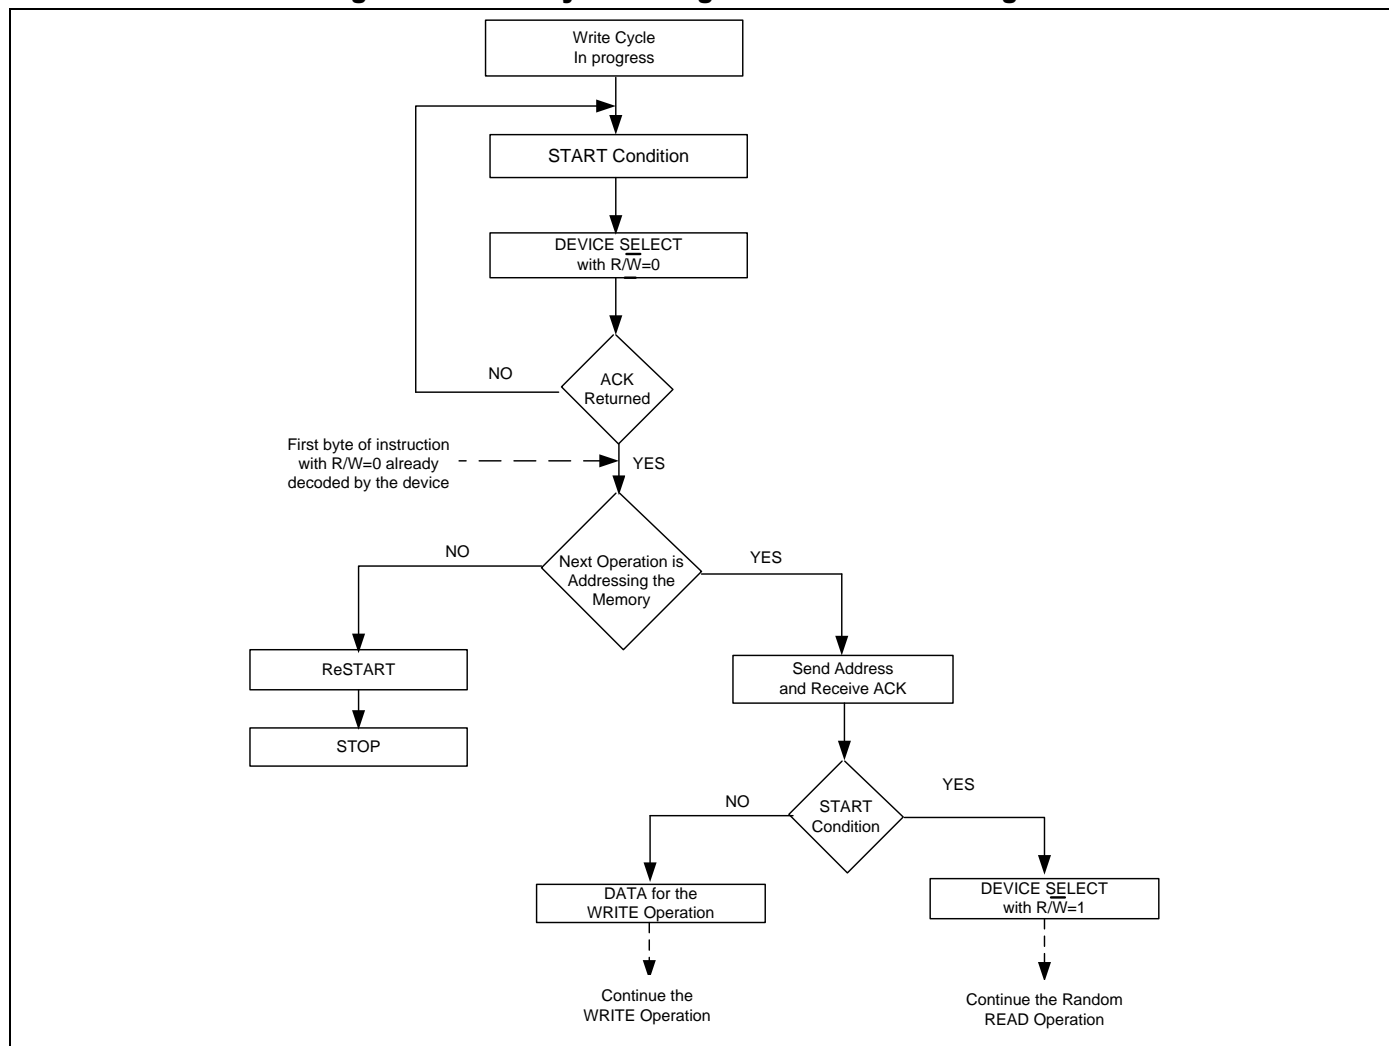 Write Cycle
In progress
START Condition
DEVICE SELECT
with R/W̅=0
NO
ACK
Returned
First byte of instruction
with R/W=0 already
decoded by the device
YES
NO
YES
Next Operation is
Addressing the
Memory
ReSTART
Send Address
and Receive ACK
STOP
NO
YES
START
Condition
DATA for the
WRITE Operation
DEVICE SELECT
with R/W̅=1
Continue the
WRITE Operation
Continue the Random
READ Operation